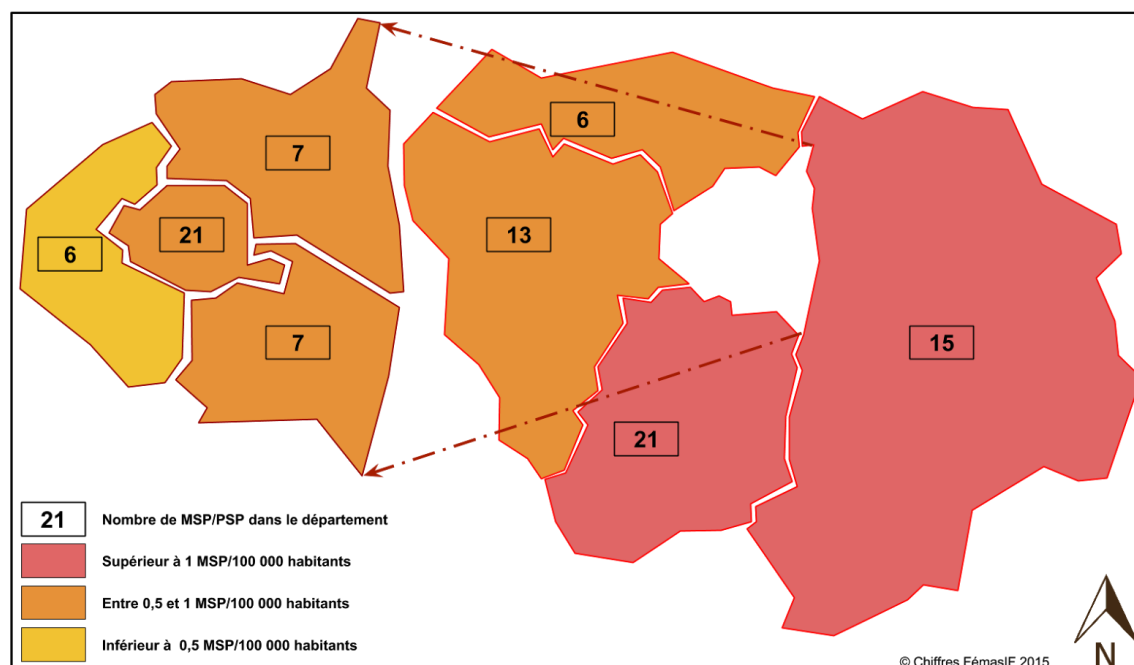 7
6
21
6
13
7
15
21
21 Nombre de MSP/PSP dans le département
Supérieur à 1 MSP/100 000 habitants
Entre 0,5 et 1 MSP/100 000 habitants
Inférieur à 0,5 MSP/100 000 habitants
N
© Chiffres FémasIF 2015